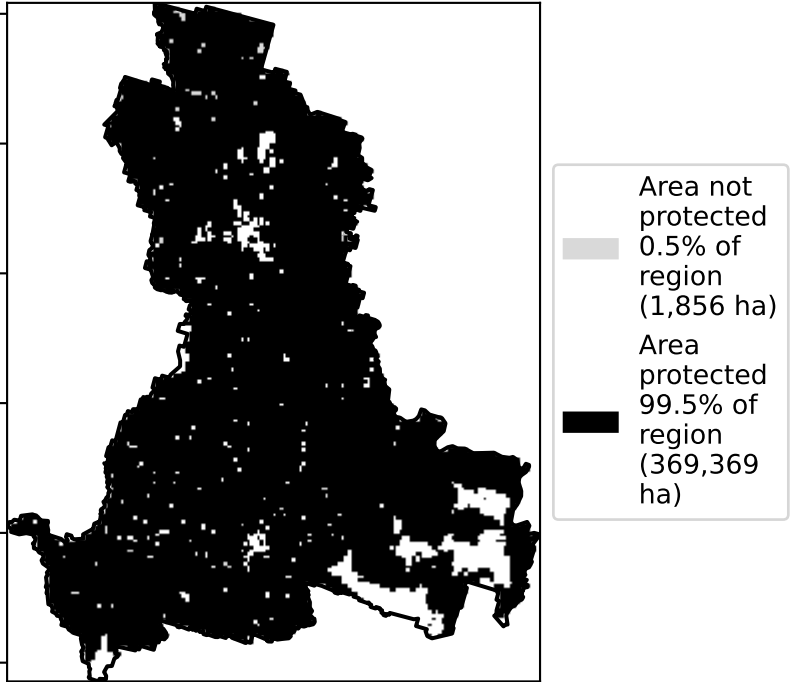 Area not
protected
0.5% of
region
(1,856 ha)
Area
protected
99.5% of
region
(369,369
ha)